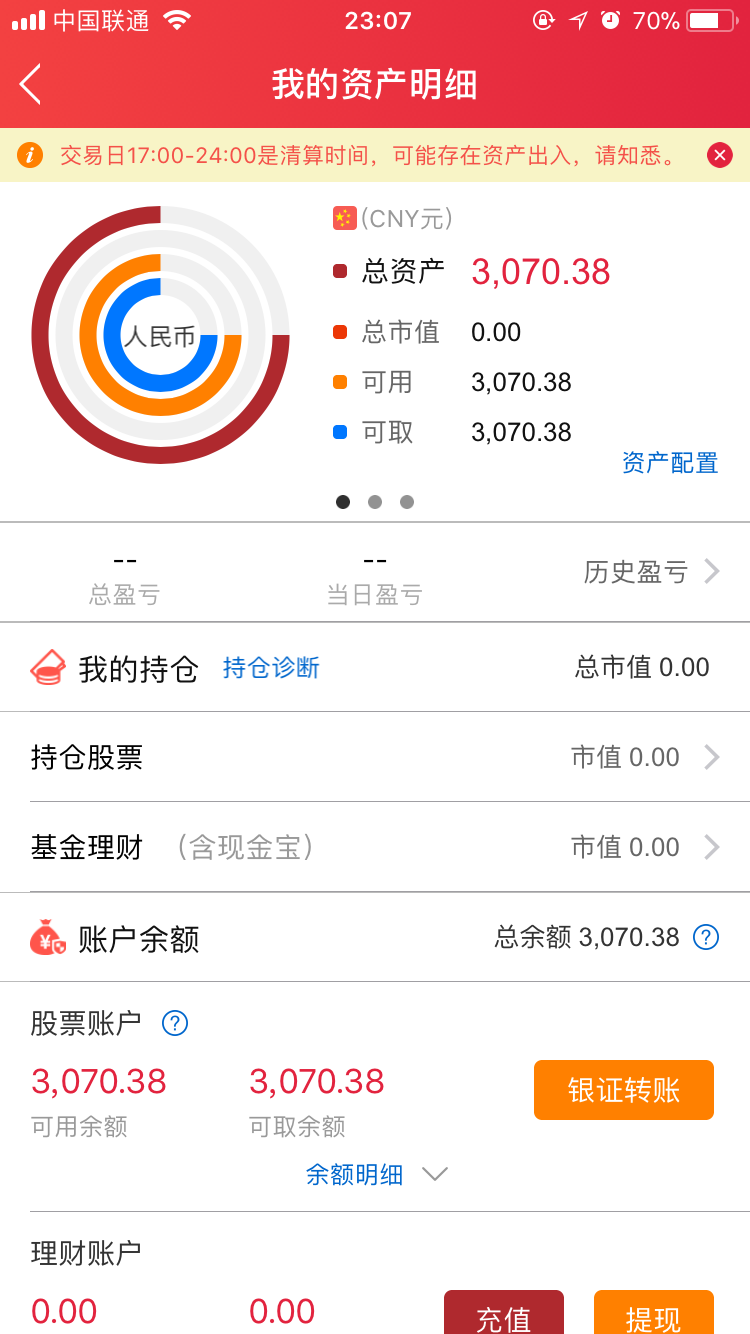 中国联通 23:07 70%
我的资产明细
交易日17:00-24:00是清算时间，可能存在资产出入，请知悉。
(CNY元)
总资产 3,070.38
人民币
总市值 0.00
可用 3,070.38
可取 3,070.38
资产配置
-- --
总盈亏 当日盈亏 历史盈亏
我的持仓 持仓诊断 总市值 0.00
持仓股票 市值 0.00
基金理财 （含现金宝） 市值 0.00
账户余额 总余额 3,070.38 ?
股票账户 ?
3,070.38 3,070.38 银证转账
可用余额 可取余额
余额明细
理财账户
0.00 0.00 充值 提现